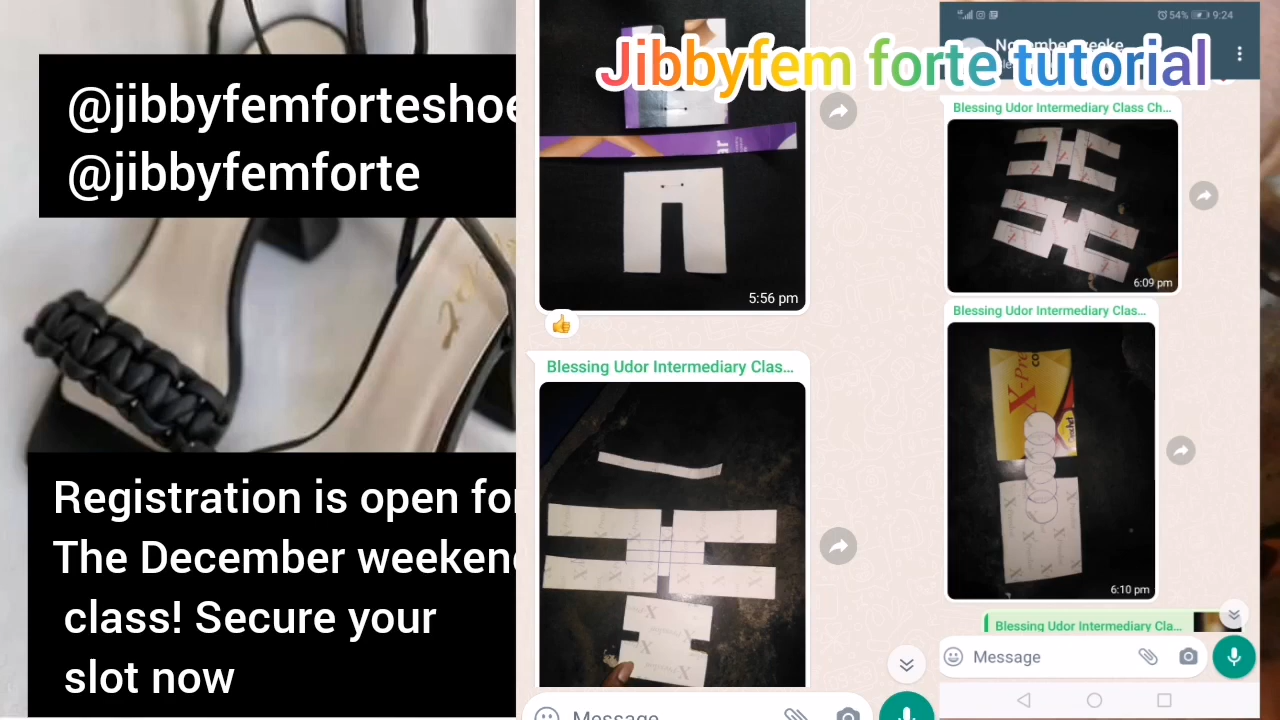 @jibbyfemforteshoe
@jibbyfemforte
Registration is open for
The December weekend
class! Secure your
slot now
Jibbyfem forte tutorial
5:56 pm
👍
Blessing Udor Intermediary Clas...
Message
54% 9:24
Blessing Udor Intermediary Class Ch...
6:09 pm
Blessing Udor Intermediary Clas...
X-Pre
6:10 pm
Blessing Udor Intermediary Cla...
Message